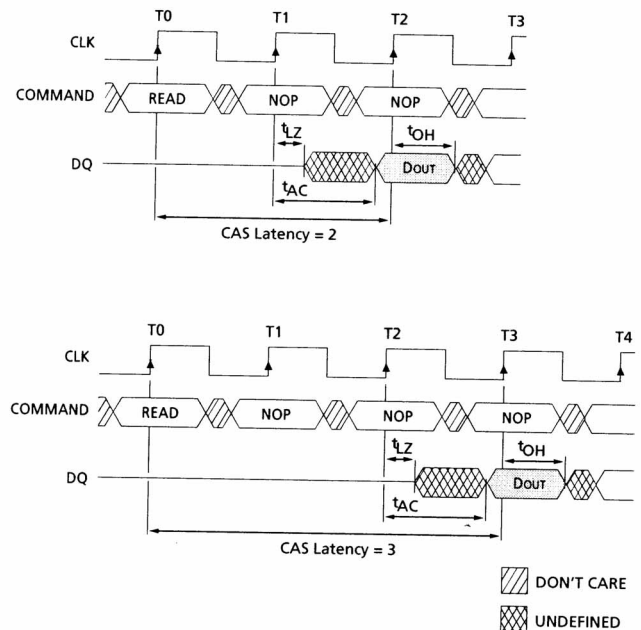 T0 T1 T2 T3
CLK
COMMAND READ NOP NOP
tLZ tOH
DQ DOUT
tAC
CAS Latency = 2
T0 T1 T2 T3 T4
CLK
COMMAND READ NOP NOP NOP
tLZ tOH
DQ DOUT
tAC
CAS Latency = 3
DON'T CARE
UNDEFINED